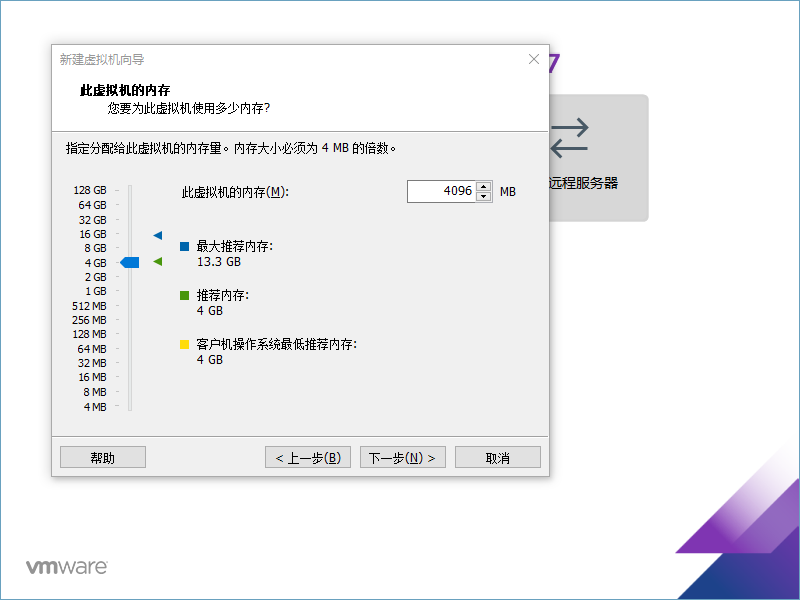 新建虚拟机向导
7
此虚拟机的内存
您要为此虚拟机使用多少内存?
指定分配给此虚拟机的内存量。内存大小必须为 4 MB 的倍数。
远程服务器
此虚拟机的内存(M): 4096 MB
128 GB
64 GB
32 GB
16 GB
8 GB
4 GB
2 GB
1 GB
512 MB
256 MB
128 MB
64 MB
32 MB
16 MB
8 MB
4 MB
最大推荐内存:
13.3 GB
推荐内存:
4 GB
客户机操作系统最低推荐内存:
4 GB
帮助 < 上一步(B) 下一步(N) > 取消
vmware